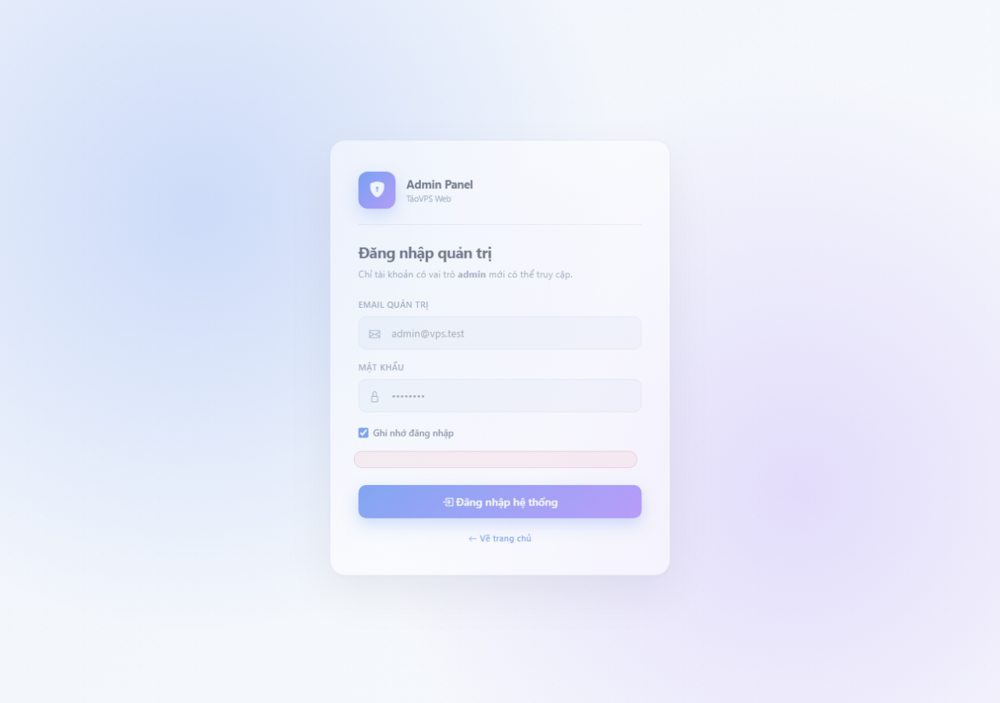 Admin Panel
TáoVPS Web
Đăng nhập quản trị
Chỉ tài khoản có vai trò admin mới có thể truy cập.
EMAIL QUẢN TRỊ
admin@vps.test
MẬT KHẨU
••••••••
Ghi nhớ đăng nhập
Đăng nhập hệ thống
← Về trang chủ